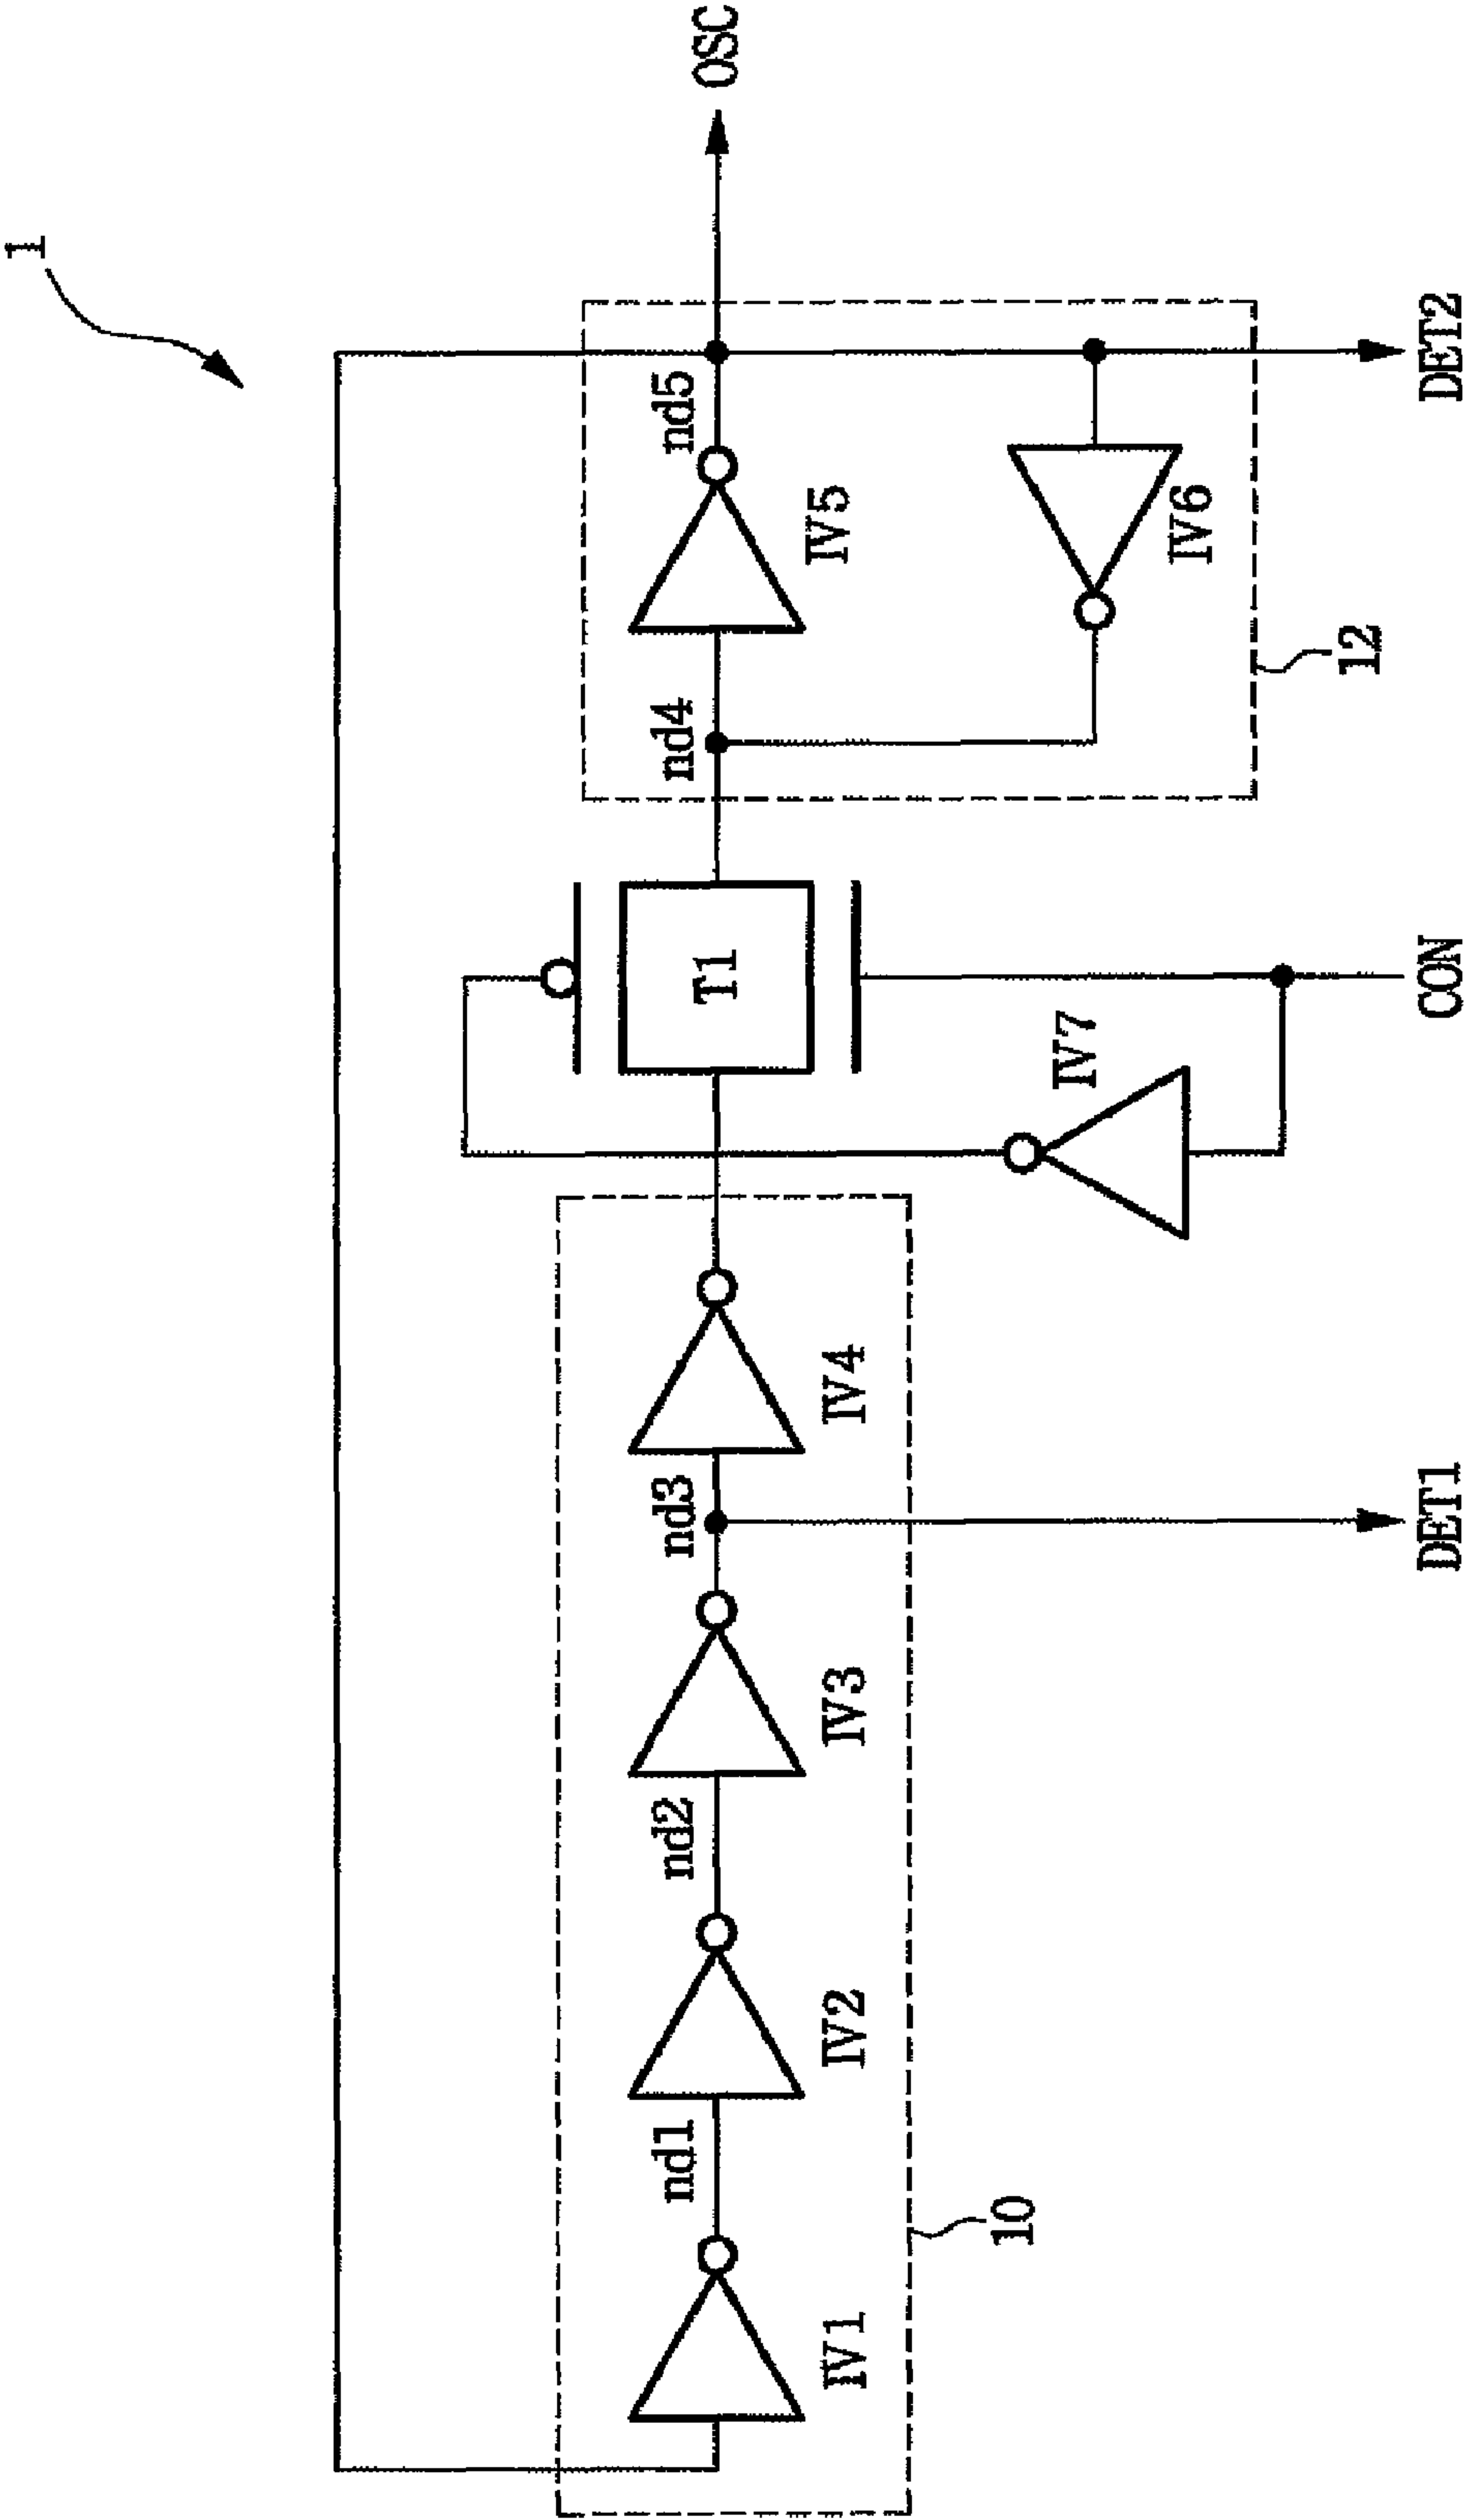 1
nd1
nd2
nd3
nd4
nd5
OSC
T1
IV1
IV2
IV3
IV4
IV5
IV6
IV7
10
12
DET1
CON
DET2